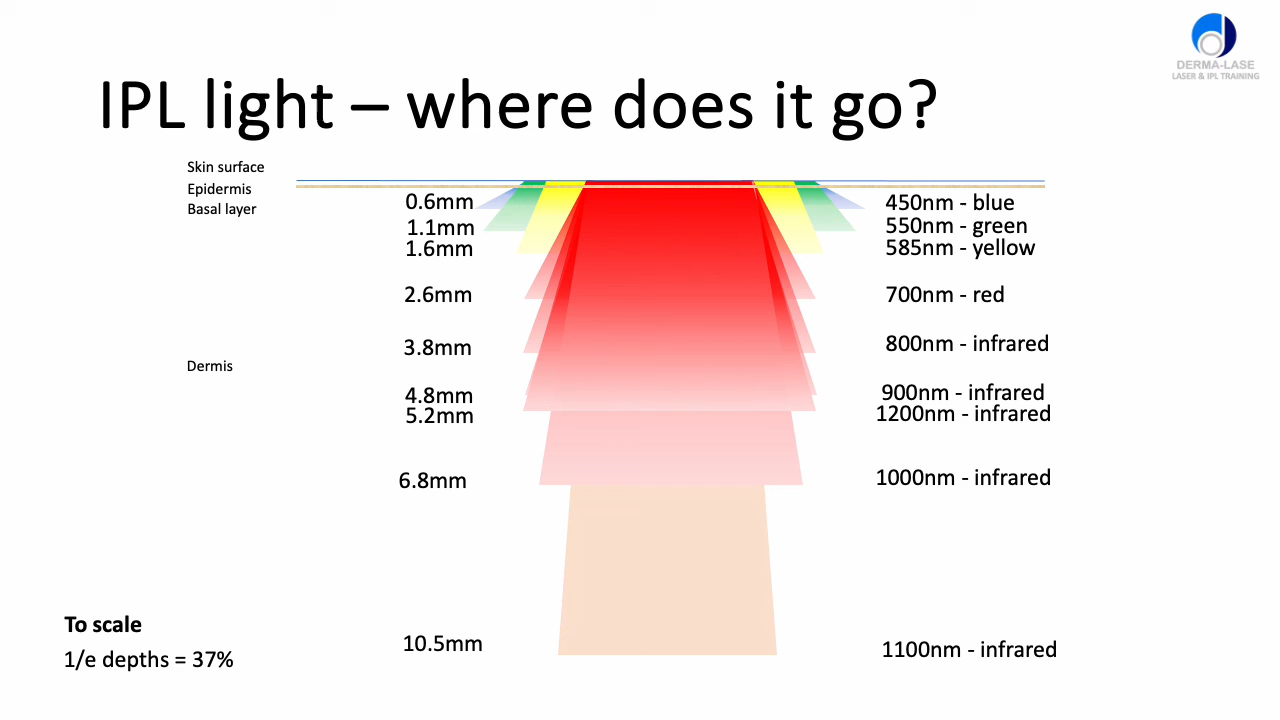 DERMA-LASE
LASER & IPL TRAINING
IPL light – where does it go?
Skin surface
Epidermis
Basal layer
0.6mm 450nm - blue
1.1mm 550nm - green
1.6mm 585nm - yellow
2.6mm 700nm - red
3.8mm 800nm - infrared
Dermis
4.8mm 900nm - infrared
5.2mm 1200nm - infrared
6.8mm 1000nm - infrared
To scale
1/e depths = 37%
10.5mm 1100nm - infrared